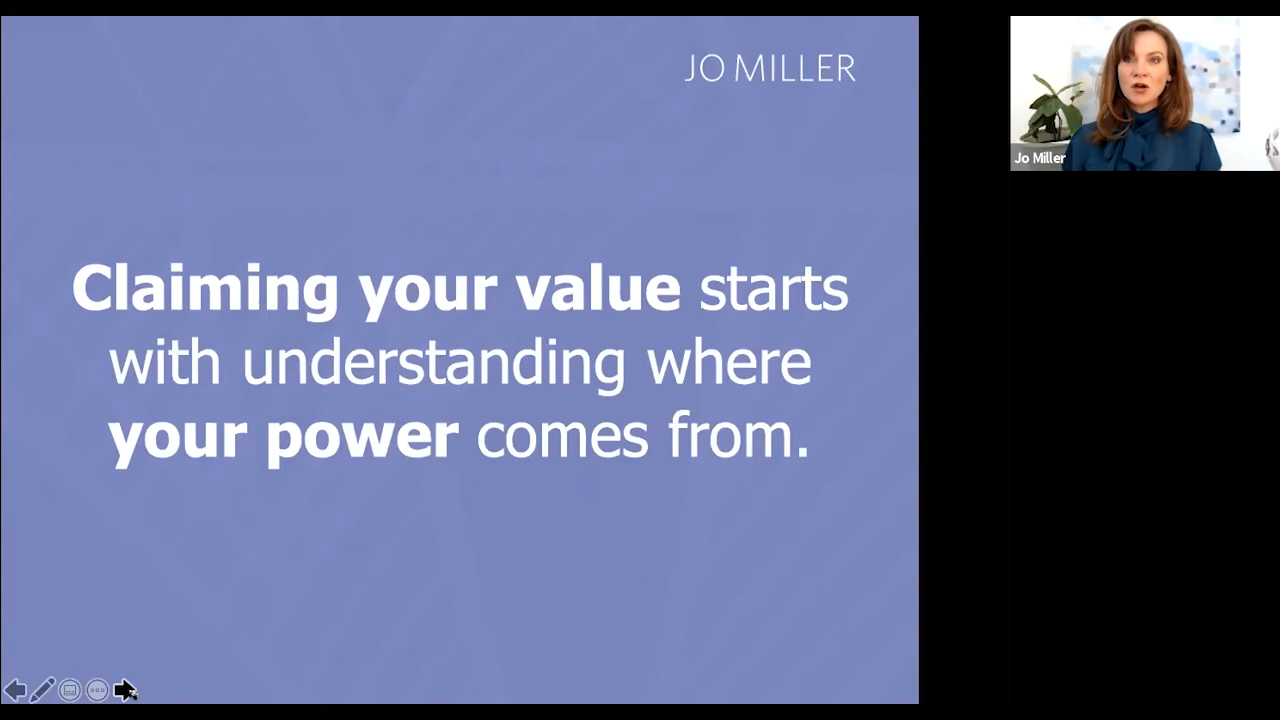 JO MILLER
Claiming your value starts
with understanding where
your power comes from.
Jo Miller